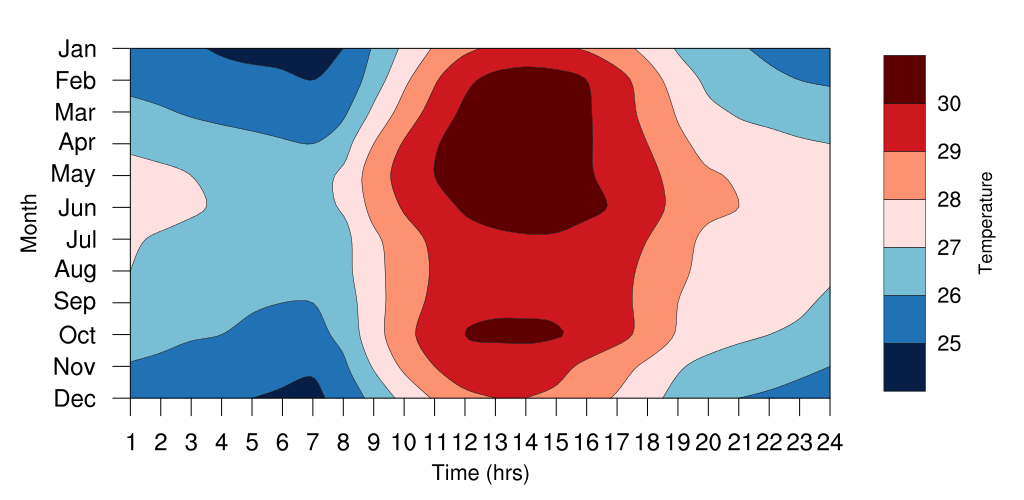 Jan
Feb
Mar
Apr
May
Jun
Jul
Aug
Sep
Oct
Nov
Dec
Month
1 2 3 4 5 6 7 8 9 10 11 12 13 14 15 16 17 18 19 20 21 22 23 24
Time (hrs)
30
29
28
27
26
25
Temperature